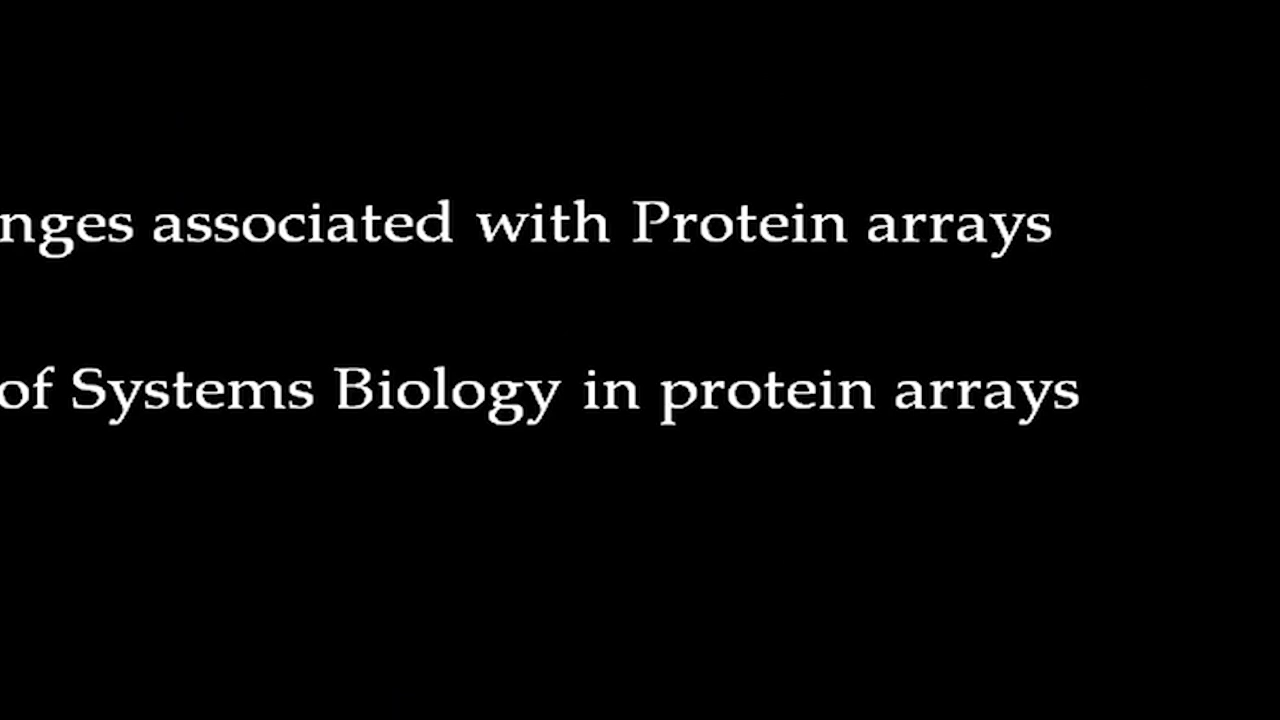 nges associated with Protein arrays
of Systems Biology in protein arrays